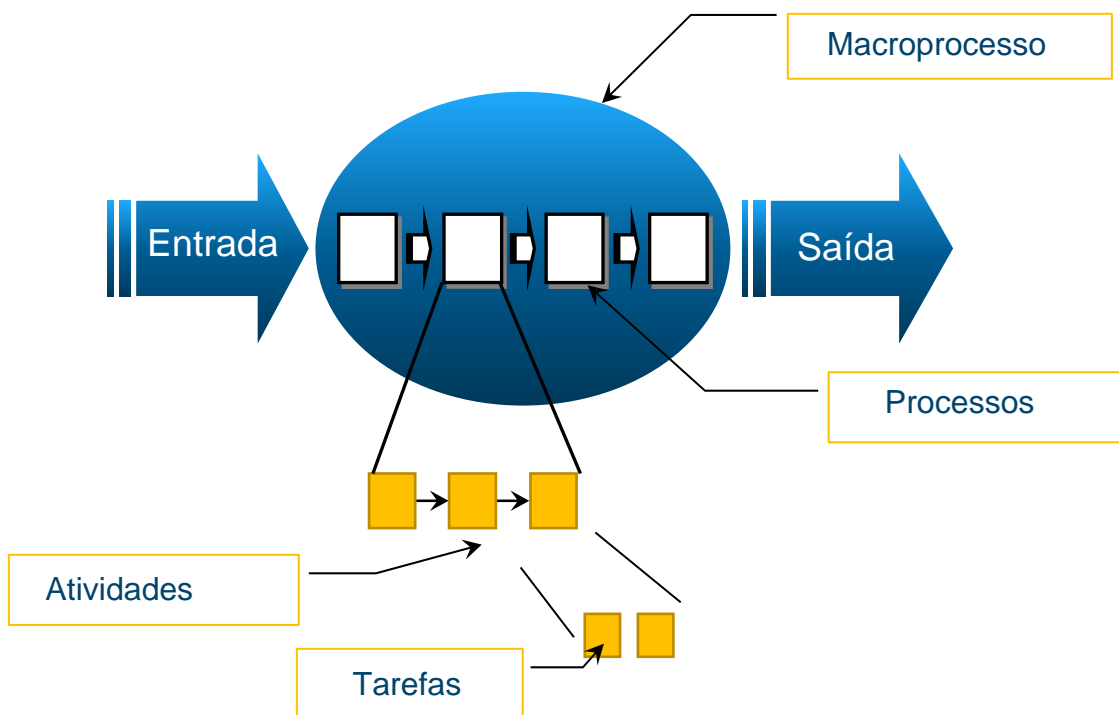 Macroprocesso
Entrada
Saída
Processos
Atividades
Tarefas